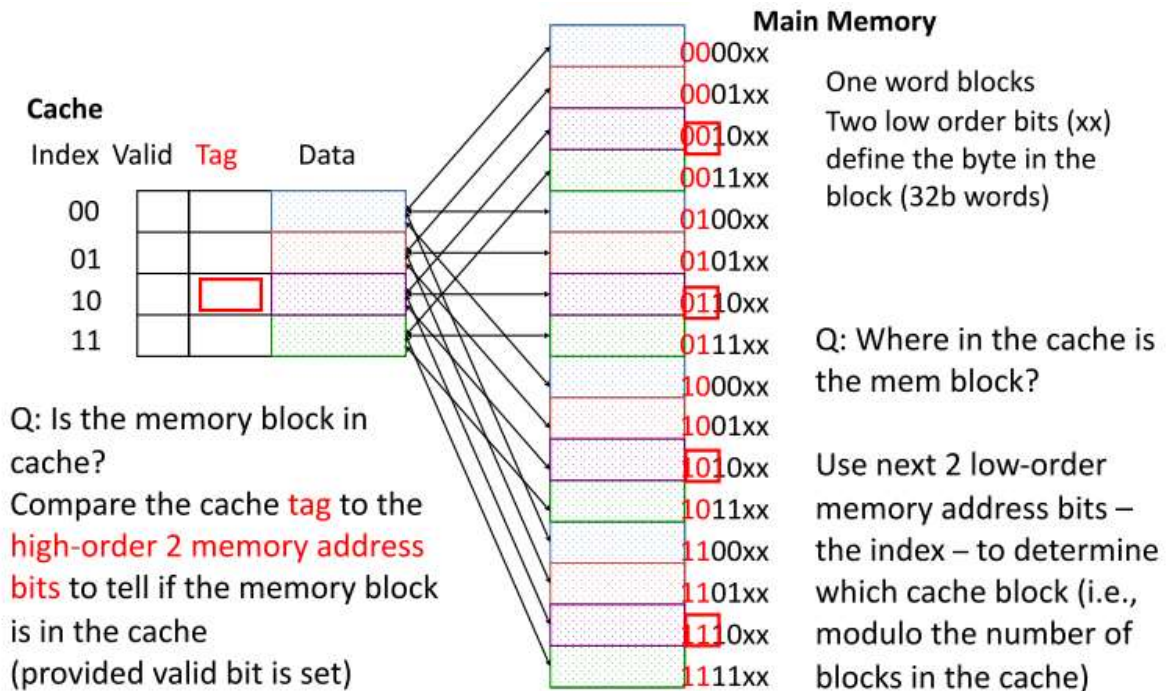 Main Memory
Cache
Index Valid Tag Data
00
01
10
11
0000xx
0001xx
0010xx
0011xx
0100xx
0101xx
0110xx
0111xx
1000xx
1001xx
1010xx
1011xx
1100xx
1101xx
1110xx
1111xx
One word blocks
Two low order bits (xx)
define the byte in the
block (32b words)
Q: Where in the cache is
the mem block?
Use next 2 low-order
memory address bits –
the index – to determine
which cache block (i.e.,
modulo the number of
blocks in the cache)
Q: Is the memory block in
cache?
Compare the cache tag to the
high-order 2 memory address
bits to tell if the memory block
is in the cache
(provided valid bit is set)